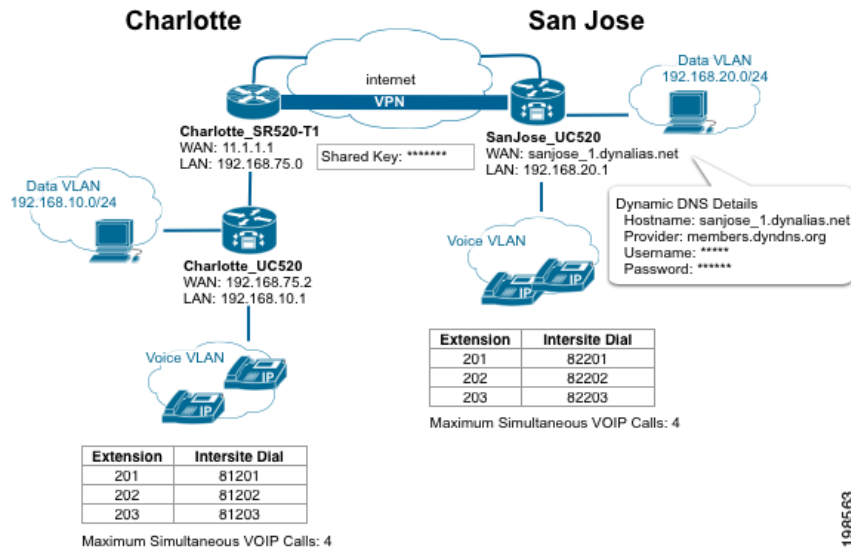 Charlotte
San Jose
internet
VPN
Data VLAN
192.168.20.0/24
Charlotte_SR520-T1
WAN: 11.1.1.1
LAN: 192.168.75.0
Shared Key: *******
SanJose_UC520
WAN: sanjose_1.dynalias.net
LAN: 192.168.20.1
Data VLAN
192.168.10.0/24
Dynamic DNS Details
Hostname: sanjose_1.dynalias.net
Provider: members.dyndns.org
Username: *****
Password: ******
Charlotte_UC520
WAN: 192.168.75.2
LAN: 192.168.10.1
Voice VLAN
IP
IP
Extension Intersite Dial
201 82201
202 82202
203 82203
Maximum Simultaneous VOIP Calls: 4
Voice VLAN
IP
IP
Extension Intersite Dial
201 81201
202 81202
203 81203
Maximum Simultaneous VOIP Calls: 4
198563